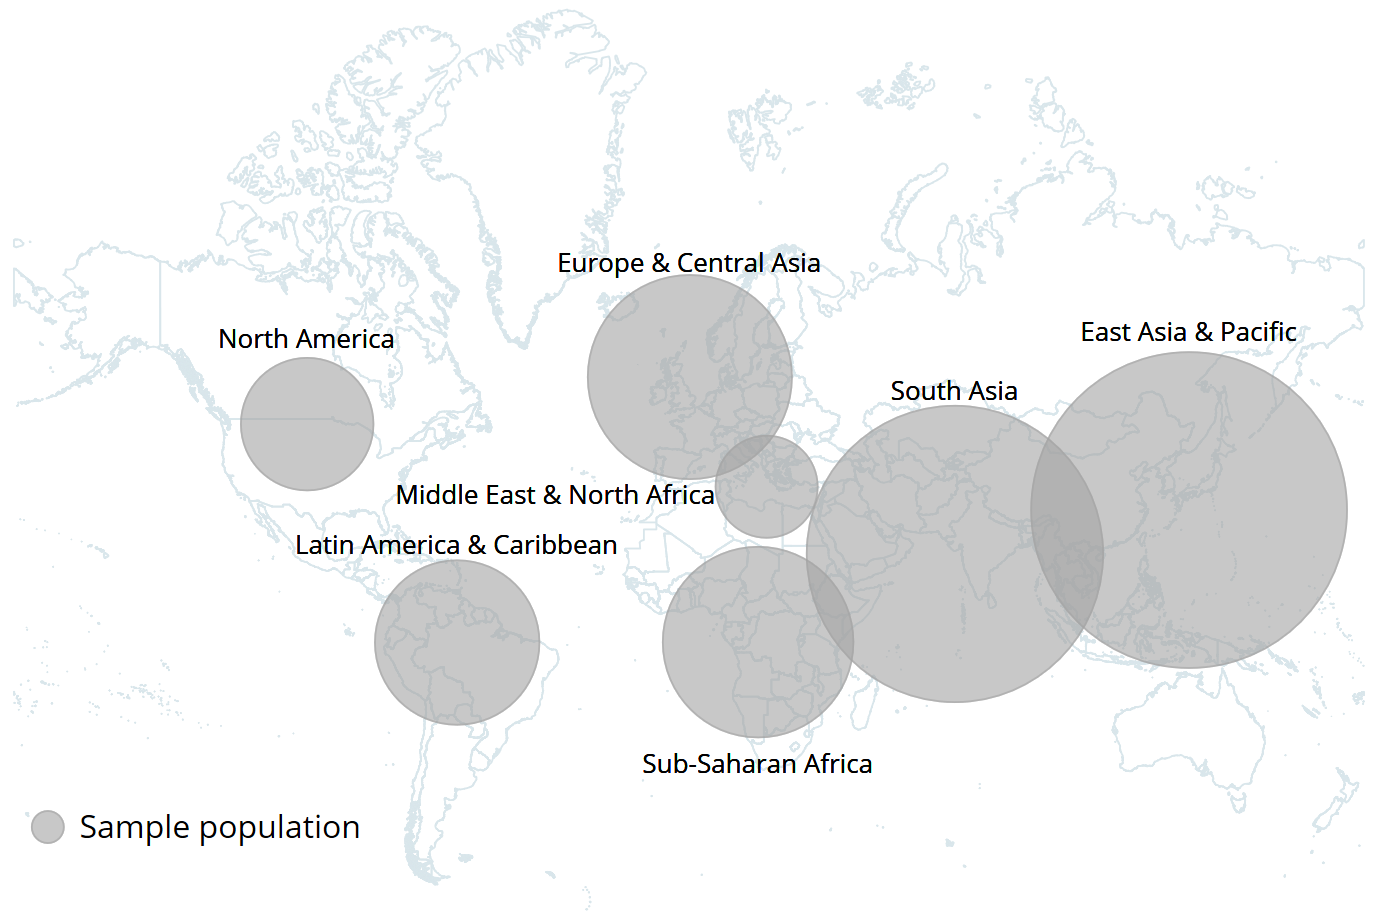 Europe & Central Asia
North America
East Asia & Pacific
South Asia
Middle East & North Africa
Latin America & Caribbean
Sub-Saharan Africa
Sample population